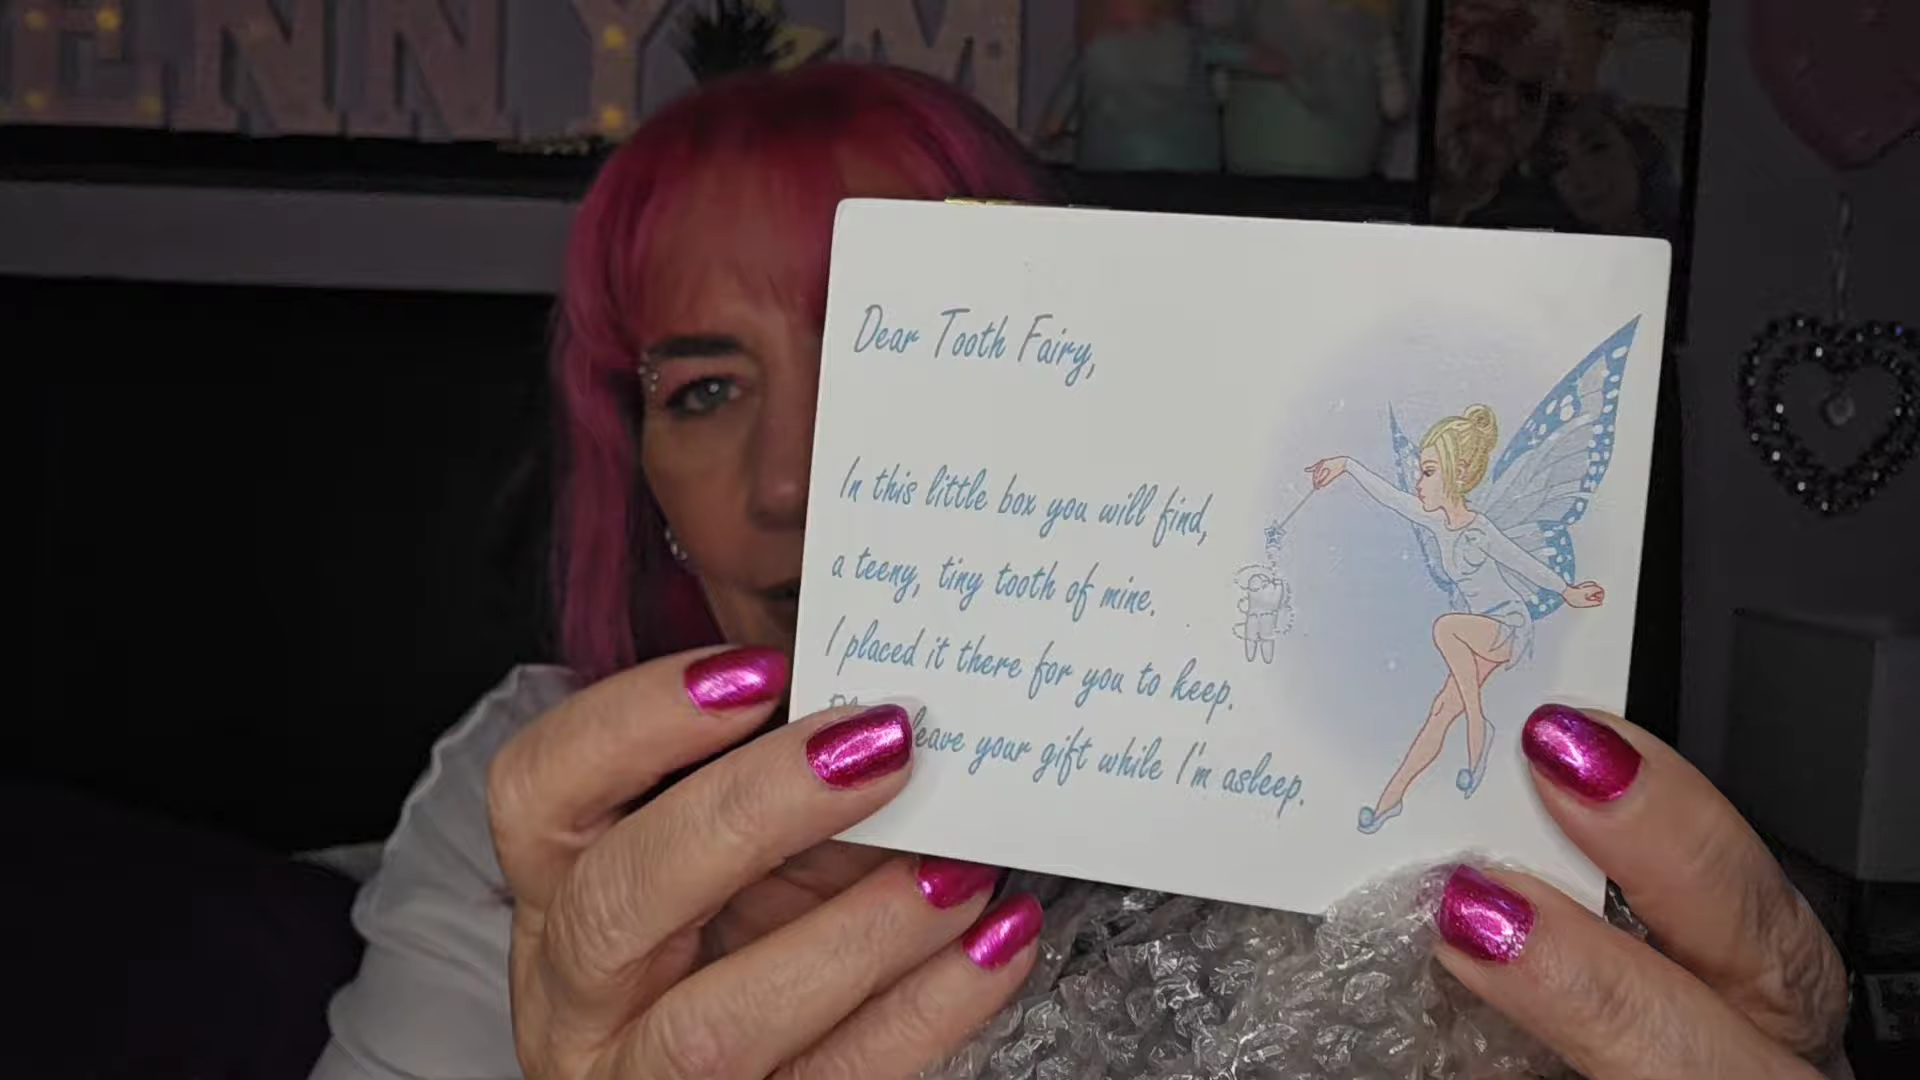 ENNY M
Dear Tooth Fairy,
In this little box you will find,
a teeny, tiny tooth of mine.
I placed it there for you to keep.
leave your gift while I'm asleep.